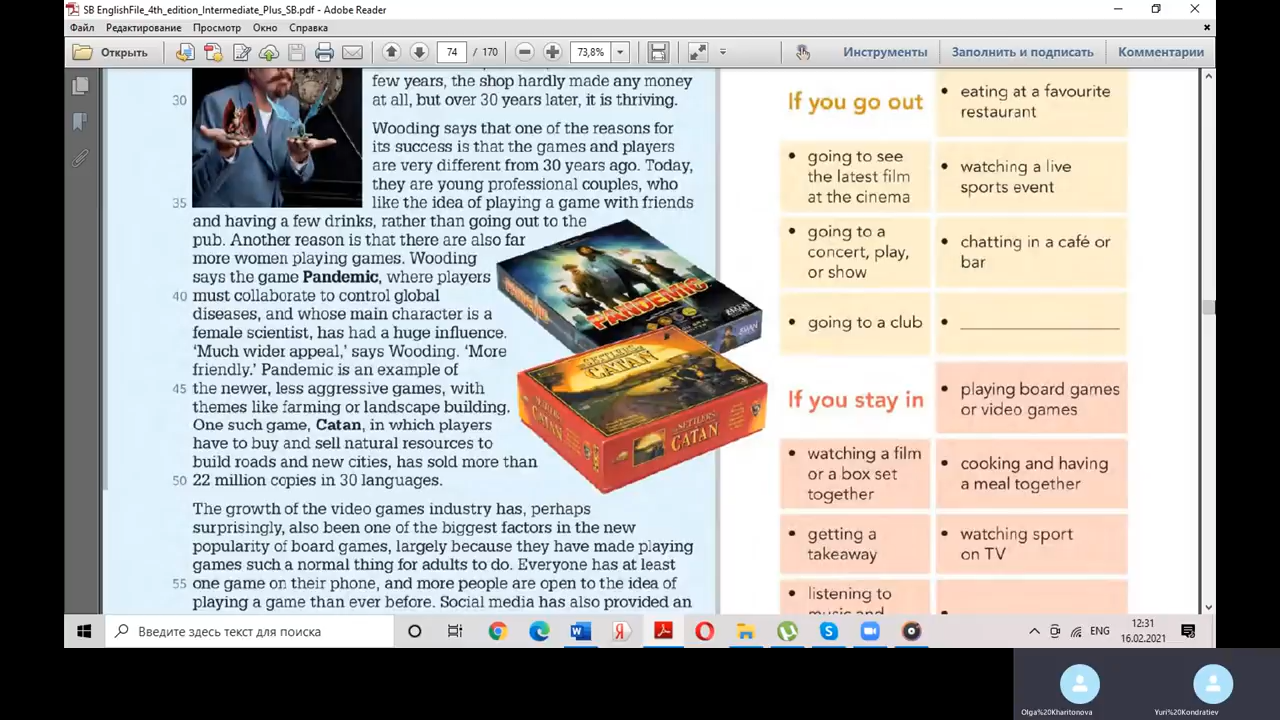 SB EnglishFile_4th_edition_Intermediate_Plus_SB.pdf - Adobe Reader
Файл Редактирование Просмотр Окно Справка
Открыть 74 / 170 73,8% Инструменты Заполнить и подписать Комментарии
few years, the shop hardly made any money
30 at all, but over 30 years later, it is thriving.
Wooding says that one of the reasons for
its success is that the games and players
are very different from 30 years ago. Today,
they are young professional couples, who
35 like the idea of playing a game with friends
and having a few drinks, rather than going out to the
pub. Another reason is that there are also far
more women playing games. Wooding
says the game Pandemic, where players
40 must collaborate to control global
diseases, and whose main character is a
female scientist, has had a huge influence.
‘Much wider appeal,’ says Wooding. ‘More
friendly.’ Pandemic is an example of
45 the newer, less aggressive games, with
themes like farming or landscape building.
One such game, Catan, in which players
have to buy and sell natural resources to
build roads and new cities, has sold more than
50 22 million copies in 30 languages.
The growth of the video games industry has, perhaps
surprisingly, also been one of the biggest factors in the new
popularity of board games, largely because they have made playing
games such a normal thing for adults to do. Everyone has at least
55 one game on their phone, and more people are open to the idea of
playing a game than ever before. Social media has also provided an
PANDEMIC
Z-MAN
SETTLERS
CATAN
SETTLERS
CATAN
SETTLERS
CATAN
If you go out
• eating at a favourite
restaurant
• going to see
the latest film
at the cinema
• watching a live
sports event
• going to a
concert, play,
or show
• chatting in a café or
bar
• going to a club
•
If you stay in
• playing board games
or video games
• watching a film
or a box set
together
• cooking and having
a meal together
• getting a
takeaway
• watching sport
on TV
• listening to
music and
•
Введите здесь текст для поиска
ENG
12:31
16.02.2021
Olga%20Kharitonova
Yuri%20Kondratiev